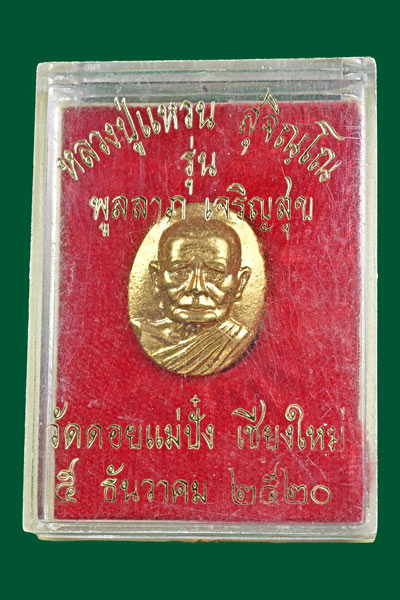 หลวงปู่แหวน สุจิณฺโณ
รุ่น
พูลลาภ เจริญสุข
วัดดอยแม่ปั๋ง เชียงใหม่
๕ ธันวาคม ๒๕๒๐